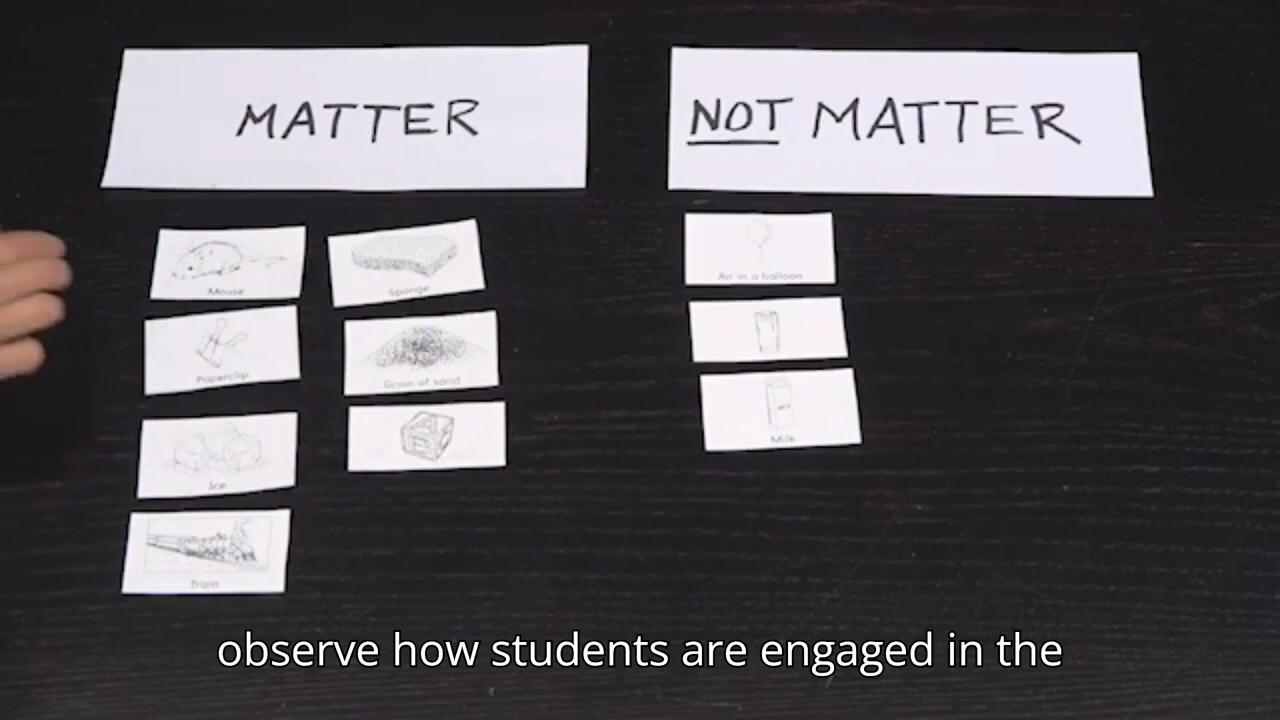 MATTER
NOT MATTER
Mouse
Sponge
Air in a balloon
Paperclip
Grain of sand
Milk
Ice
Train
observe how students are engaged in the